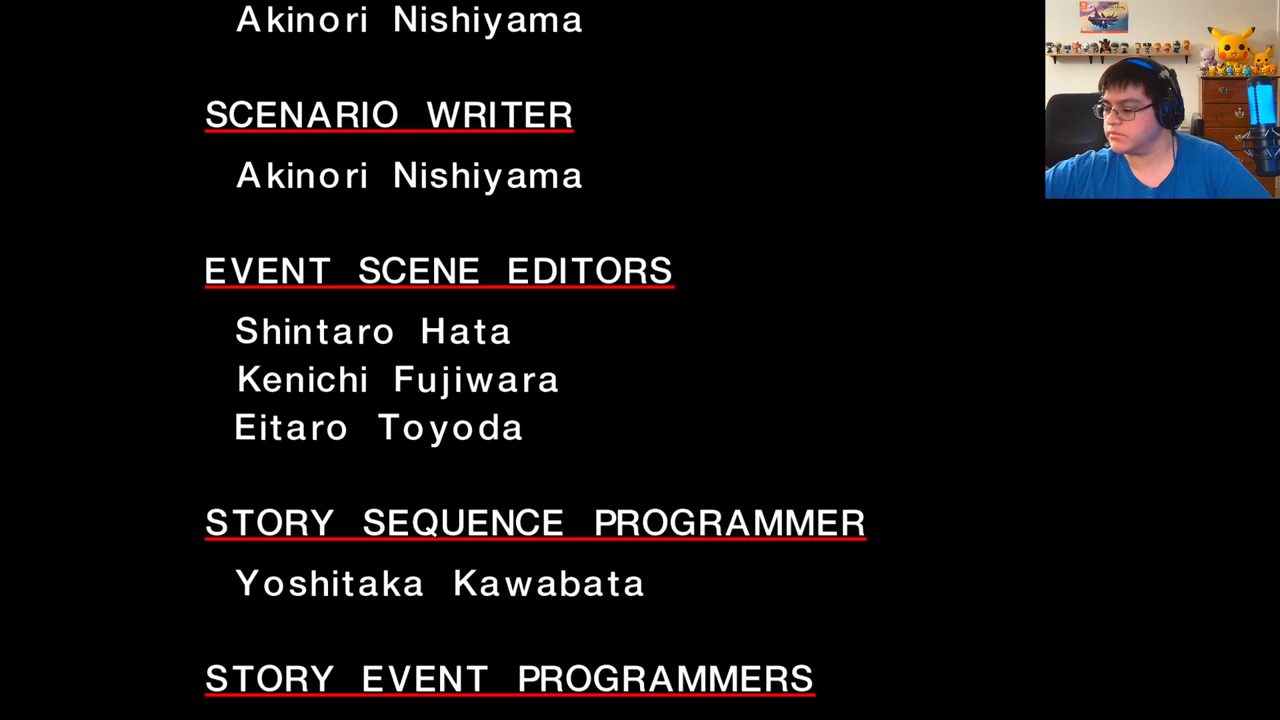 Akinori Nishiyama
SCENARIO WRITER
Akinori Nishiyama
EVENT SCENE EDITORS
Shintaro Hata
Kenichi Fujiwara
Eitaro Toyoda
STORY SEQUENCE PROGRAMMER
Yoshitaka Kawabata
STORY EVENT PROGRAMMERS